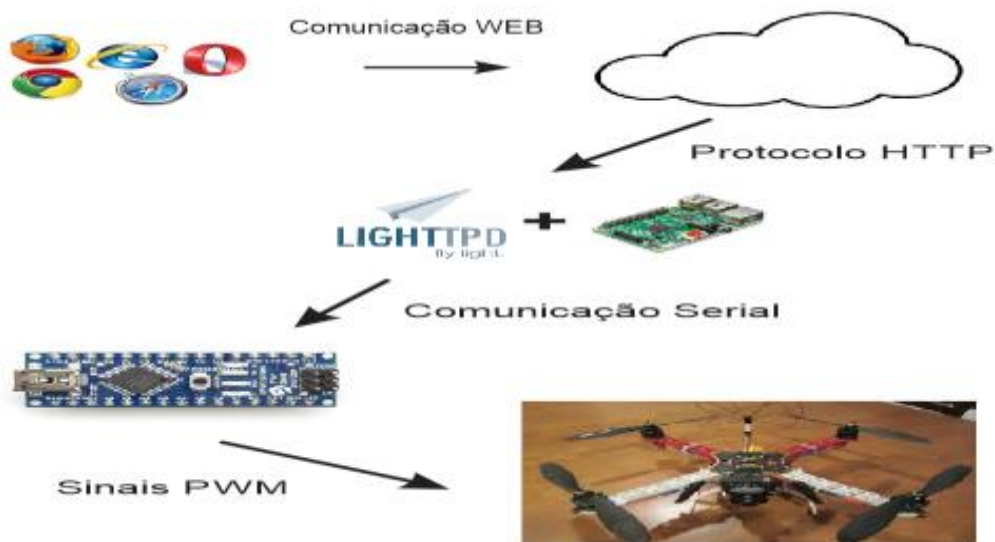 Comunicação WEB
Protocolo HTTP
LIGHTTPD
fly light.
Comunicação Serial
Sinais PWM